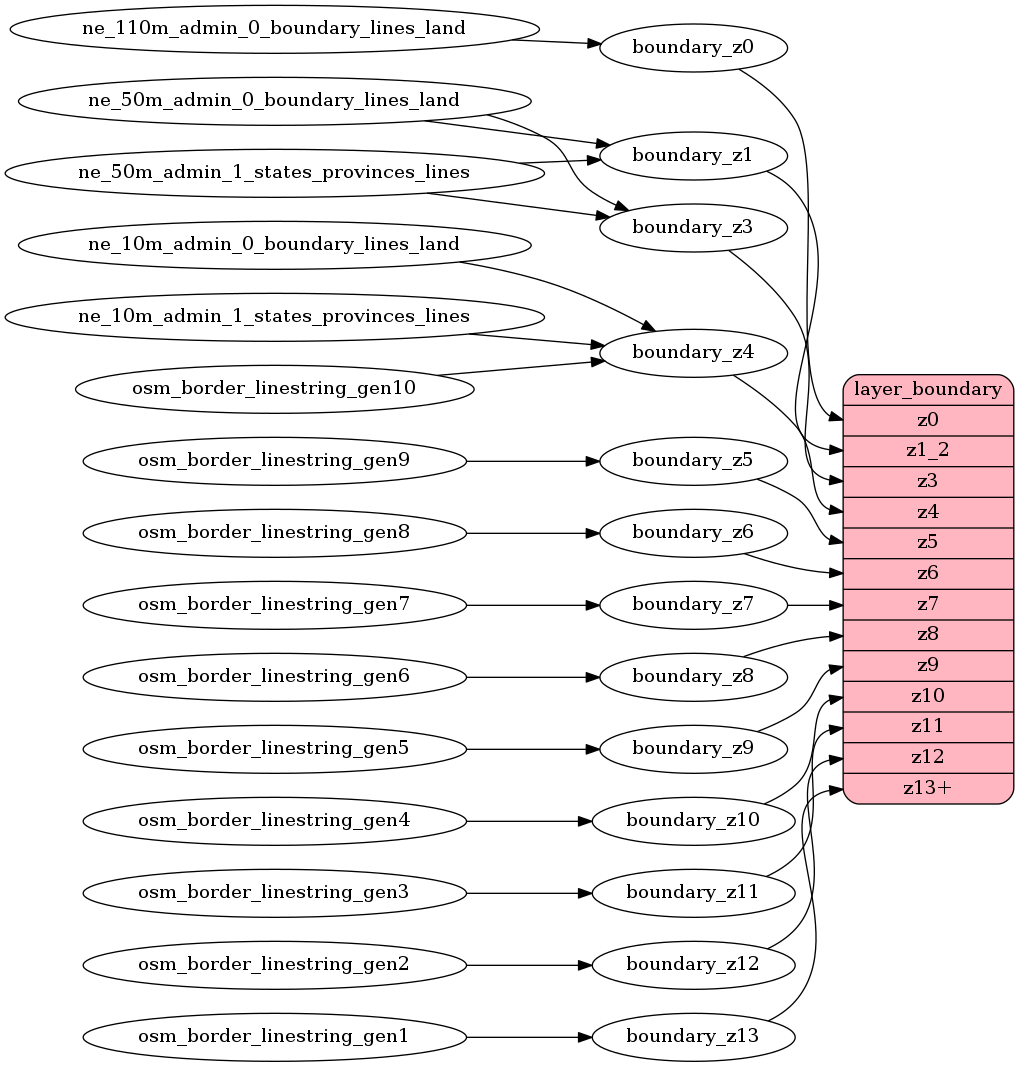 ne_110m_admin_0_boundary_lines_land
boundary_z0
ne_50m_admin_0_boundary_lines_land
boundary_z1
ne_50m_admin_1_states_provinces_lines
boundary_z3
ne_10m_admin_0_boundary_lines_land
ne_10m_admin_1_states_provinces_lines
boundary_z4
osm_border_linestring_gen10
osm_border_linestring_gen9
boundary_z5
osm_border_linestring_gen8
boundary_z6
osm_border_linestring_gen7
boundary_z7
osm_border_linestring_gen6
boundary_z8
osm_border_linestring_gen5
boundary_z9
osm_border_linestring_gen4
boundary_z10
osm_border_linestring_gen3
boundary_z11
osm_border_linestring_gen2
boundary_z12
osm_border_linestring_gen1
boundary_z13
layer_boundary
z0
z1_2
z3
z4
z5
z6
z7
z8
z9
z10
z11
z12
z13+